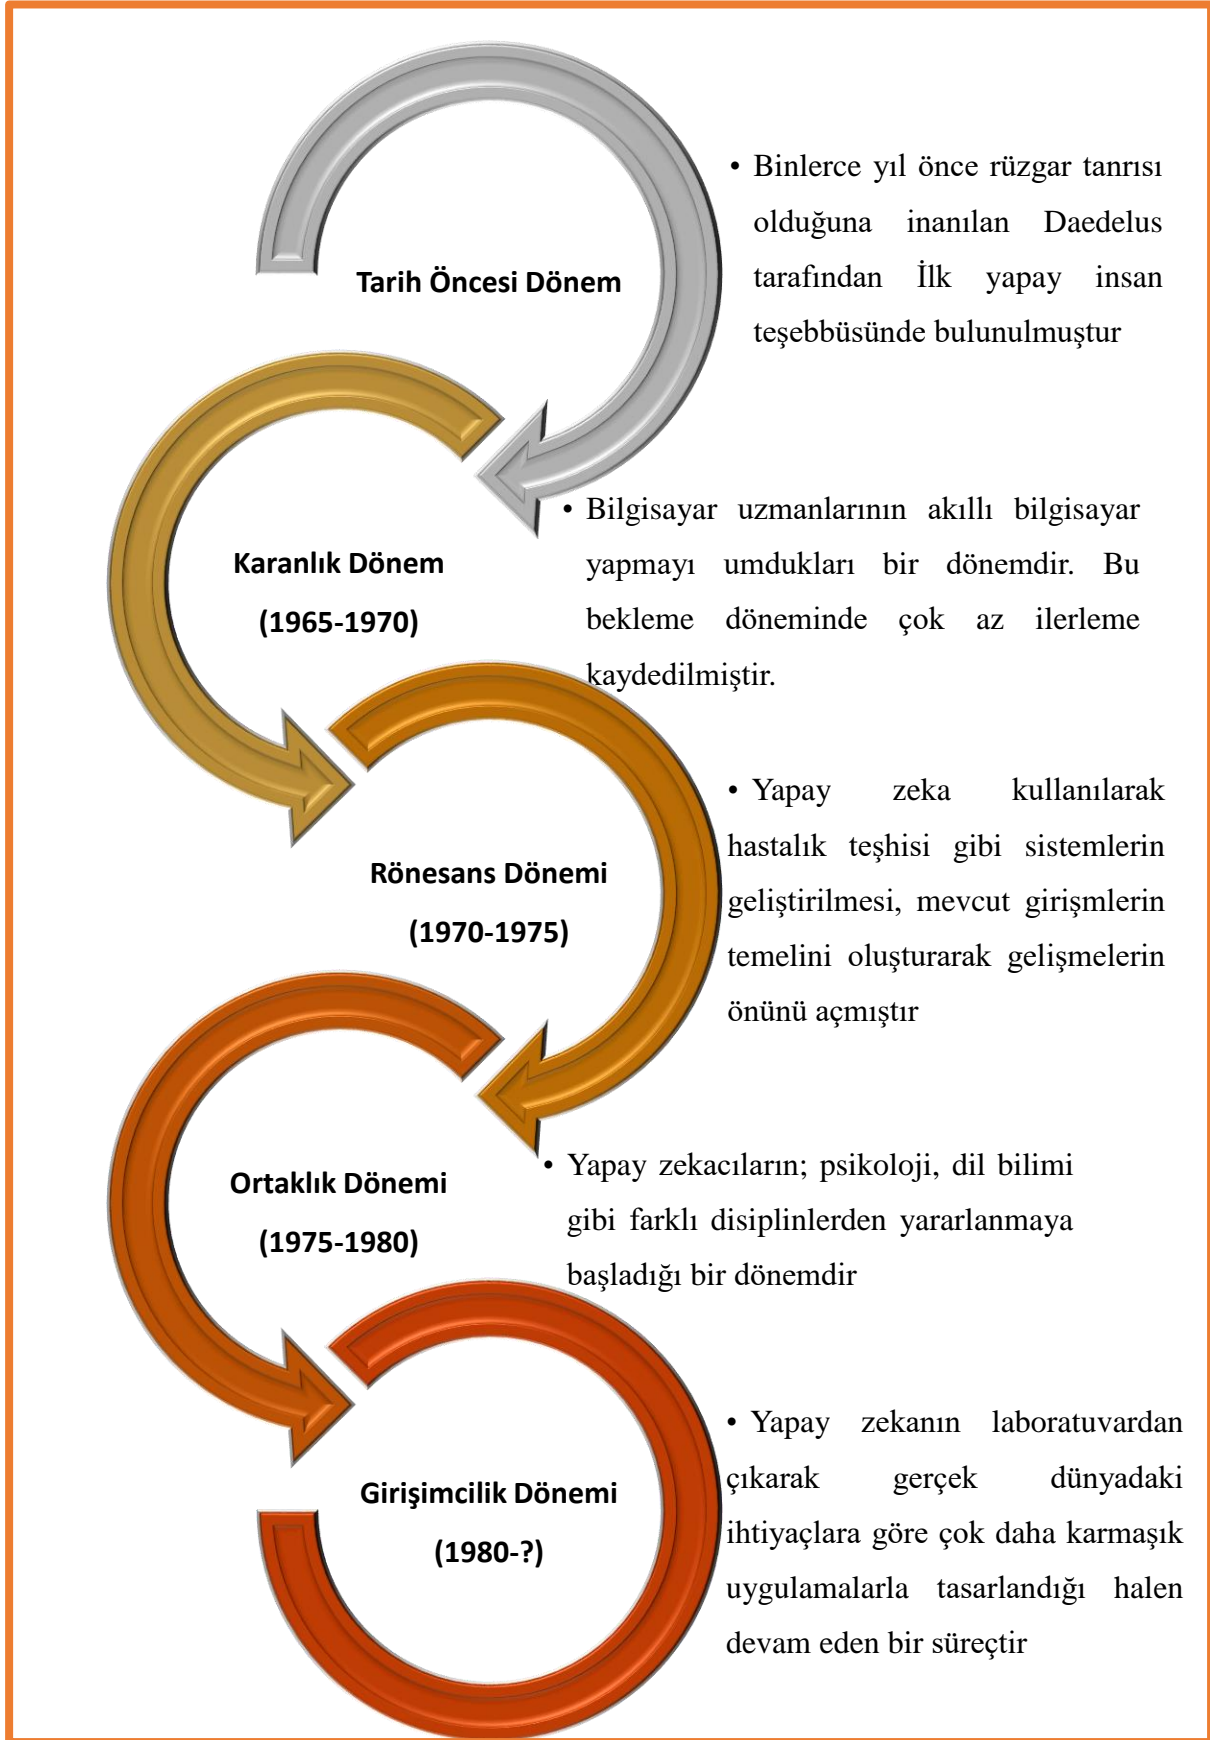 Tarih Öncesi Dönem
• Binlerce yıl önce rüzgar tanrısı
olduğuna inanılan Daedelus
tarafından İlk yapay insan
teşebbüsünde bulunulmuştur
Karanlık Dönem
(1965-1970)
• Bilgisayar uzmanlarının akıllı bilgisayar
yapmayı umdukları bir dönemdir. Bu
bekleme döneminde çok az ilerleme
kaydedilmiştir.
Rönesans Dönemi
(1970-1975)
• Yapay zeka kullanılarak
hastalık teşhisi gibi sistemlerin
geliştirilmesi, mevcut girişmlerin
temelini oluşturarak gelişmelerin
önünü açmıştır
Ortaklık Dönemi
(1975-1980)
• Yapay zekacıların; psikoloji, dil bilimi
gibi farklı disiplinlerden yararlanmaya
başladığı bir dönemdir
Girişimcilik Dönemi
(1980-?)
• Yapay zekanın laboratuvardan
çıkarak gerçek dünyadaki
ihtiyaçlara göre çok daha karmaşık
uygulamalarla tasarlandığı halen
devam eden bir süreçtir